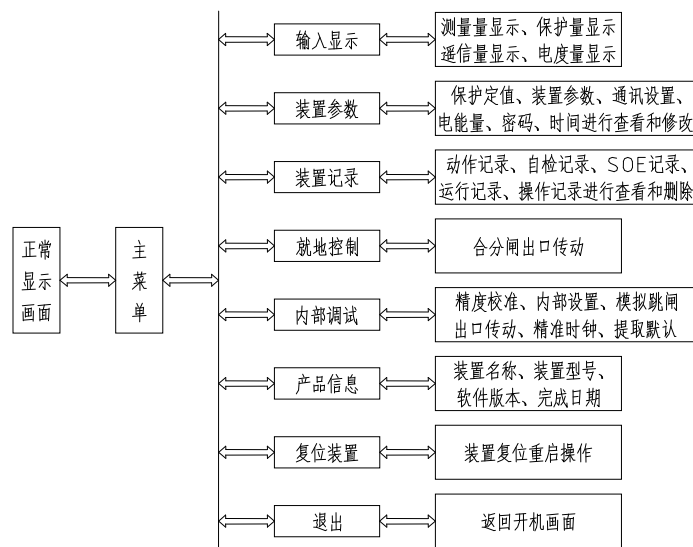 正常
显示
画面
主
菜
单
输入显示
测量量显示、保护量显示
遥信量显示、电度量显示
装置参数
保护定值、装置参数、通讯设置、
电能量、密码、时间进行查看和修改
装置记录
动作记录、自检记录、SOE记录、
运行记录、操作记录进行查看和删除
就地控制
合分闸出口传动
内部调试
精度校准、内部设置、模拟跳闸
出口传动、精准时钟、提取默认
产品信息
装置名称、装置型号、
软件版本、完成日期
复位装置
装置复位重启操作
退出
返回开机画面